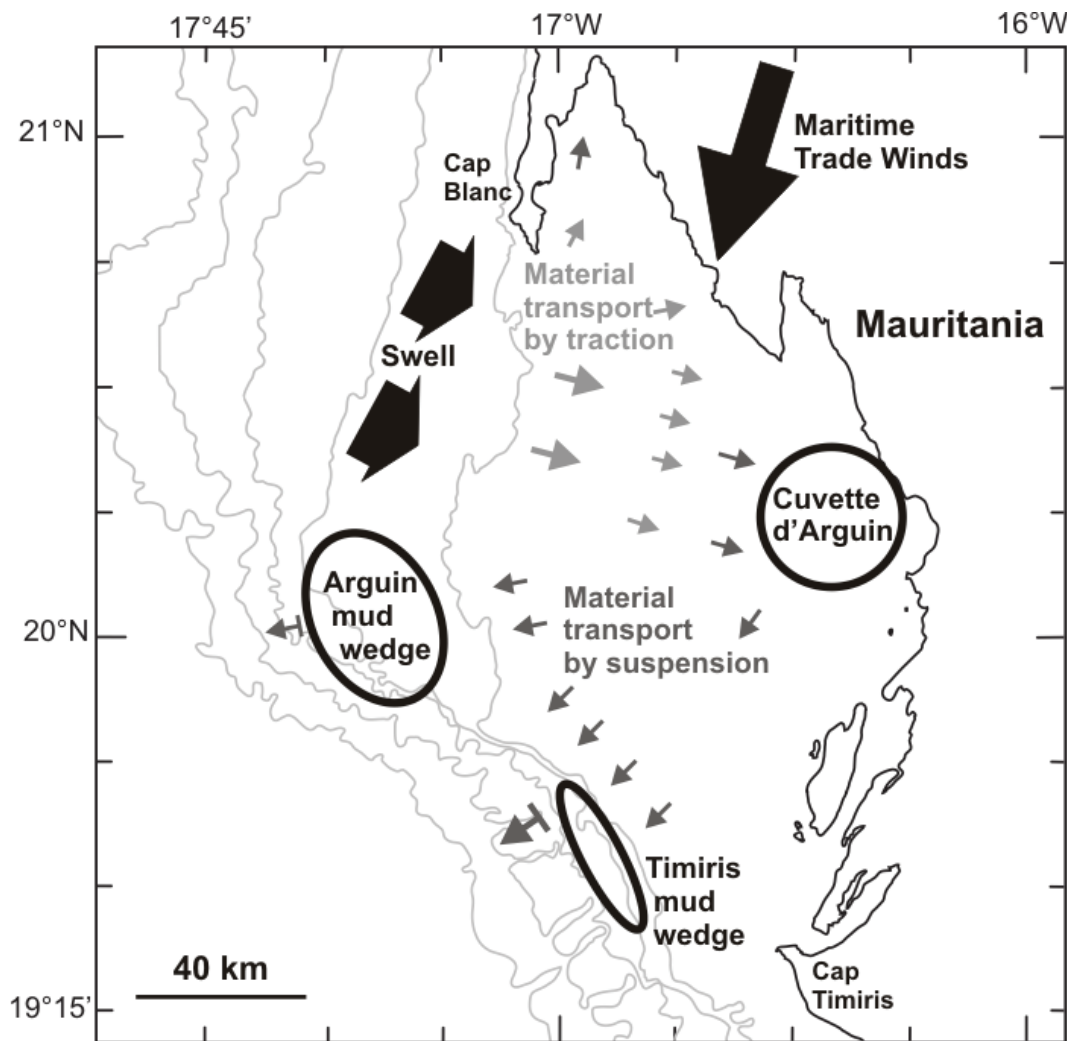 17°45'
17°W
16°W
21°N
Maritime
Trade Winds
Cap
Blanc
Material
transport
by traction
Mauritania
Swell
Cuvette
d'Arguin
Arguin
mud
wedge
20°N
Material
transport
by suspension
Timiris
mud
wedge
40 km
Cap
Timiris
19°15'